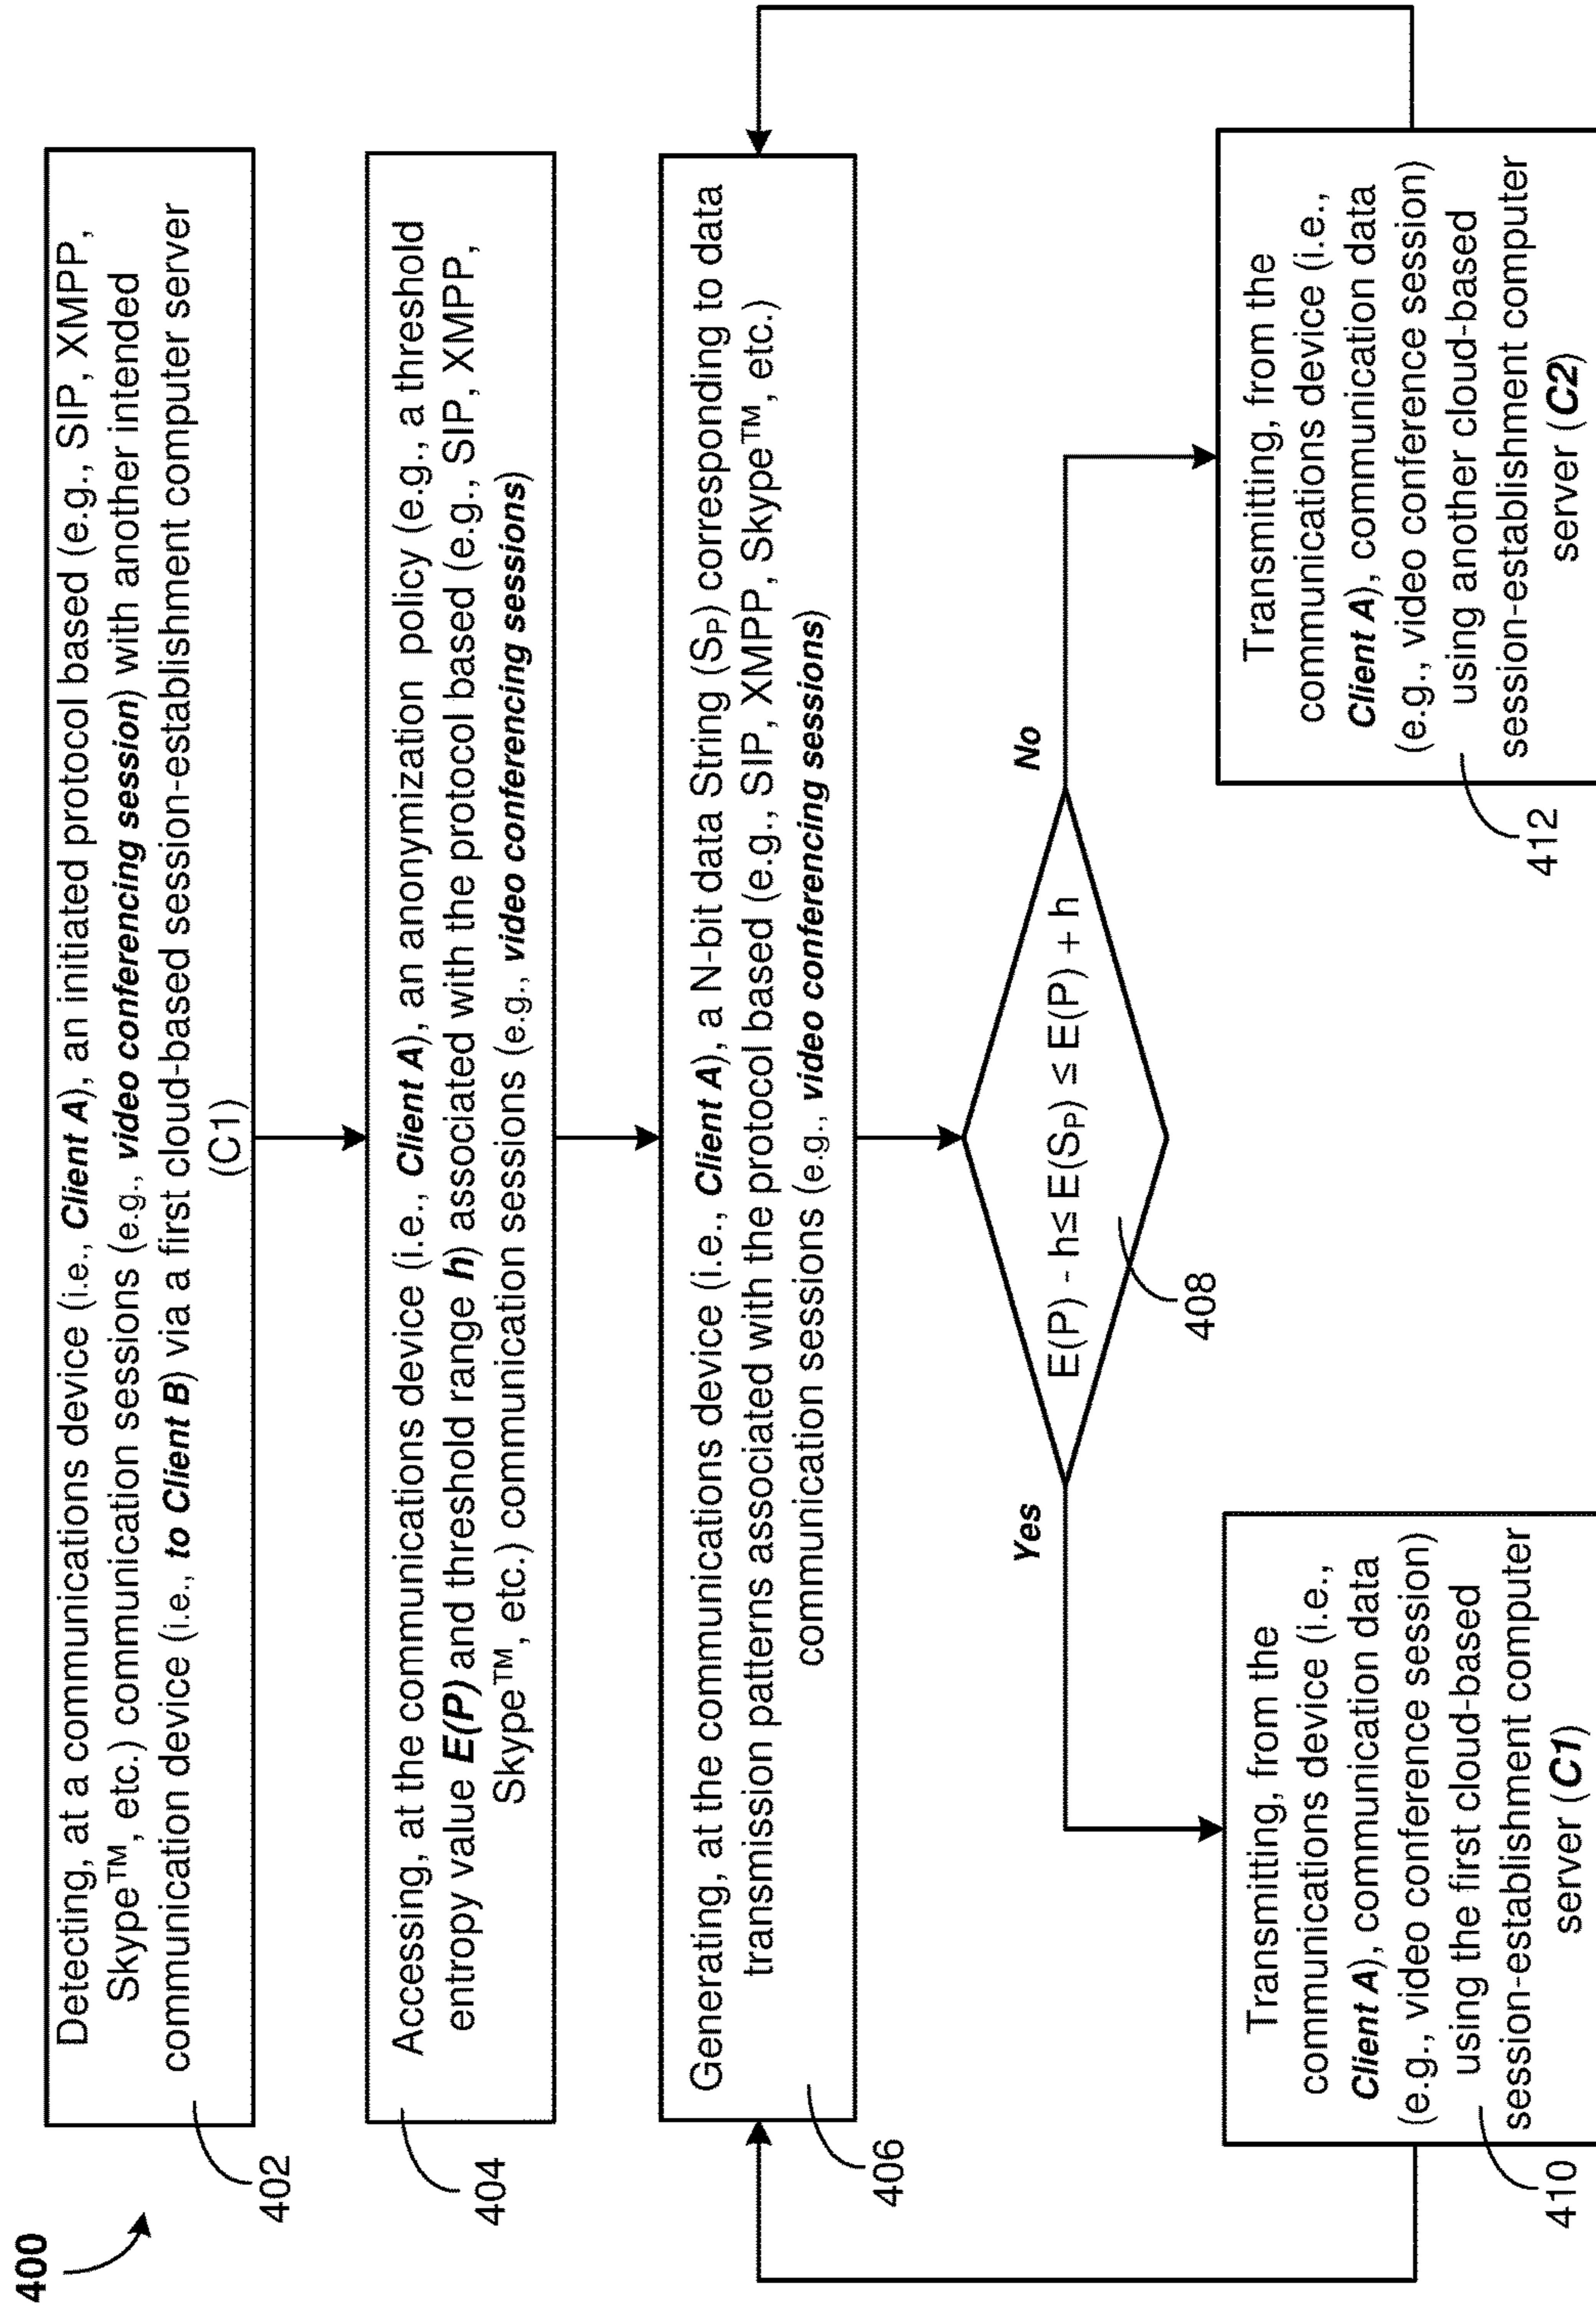 400
Detecting, at a communications device (i.e., Client A), an initiated protocol based (e.g., SIP, XMPP,
Skype™, etc.) communication sessions (e.g., video conferencing session) with another intended
communication device (i.e., to Client B) via a first cloud-based session-establishment computer server
(C1)
402
Accessing, at the communications device (i.e., Client A), an anonymization policy (e.g., a threshold
entropy value E(P) and threshold range h) associated with the protocol based (e.g., SIP, XMPP,
Skype™, etc.) communication sessions (e.g., video conferencing sessions)
404
Generating, at the communications device (i.e., Client A), a N-bit data String (SP) corresponding to data
transmission patterns associated with the protocol based (e.g., SIP, XMPP, Skype™, etc.)
communication sessions (e.g., video conferencing sessions)
406
E(P) - h≤ E(SP) ≤ E(P) + h
408
Yes
No
Transmitting, from the
communications device (i.e.,
Client A), communication data
(e.g., video conference session)
using the first cloud-based
session-establishment computer
server (C1)
410
Transmitting, from the
communications device (i.e.,
Client A), communication data
(e.g., video conference session)
using another cloud-based
session-establishment computer
server (C2)
412